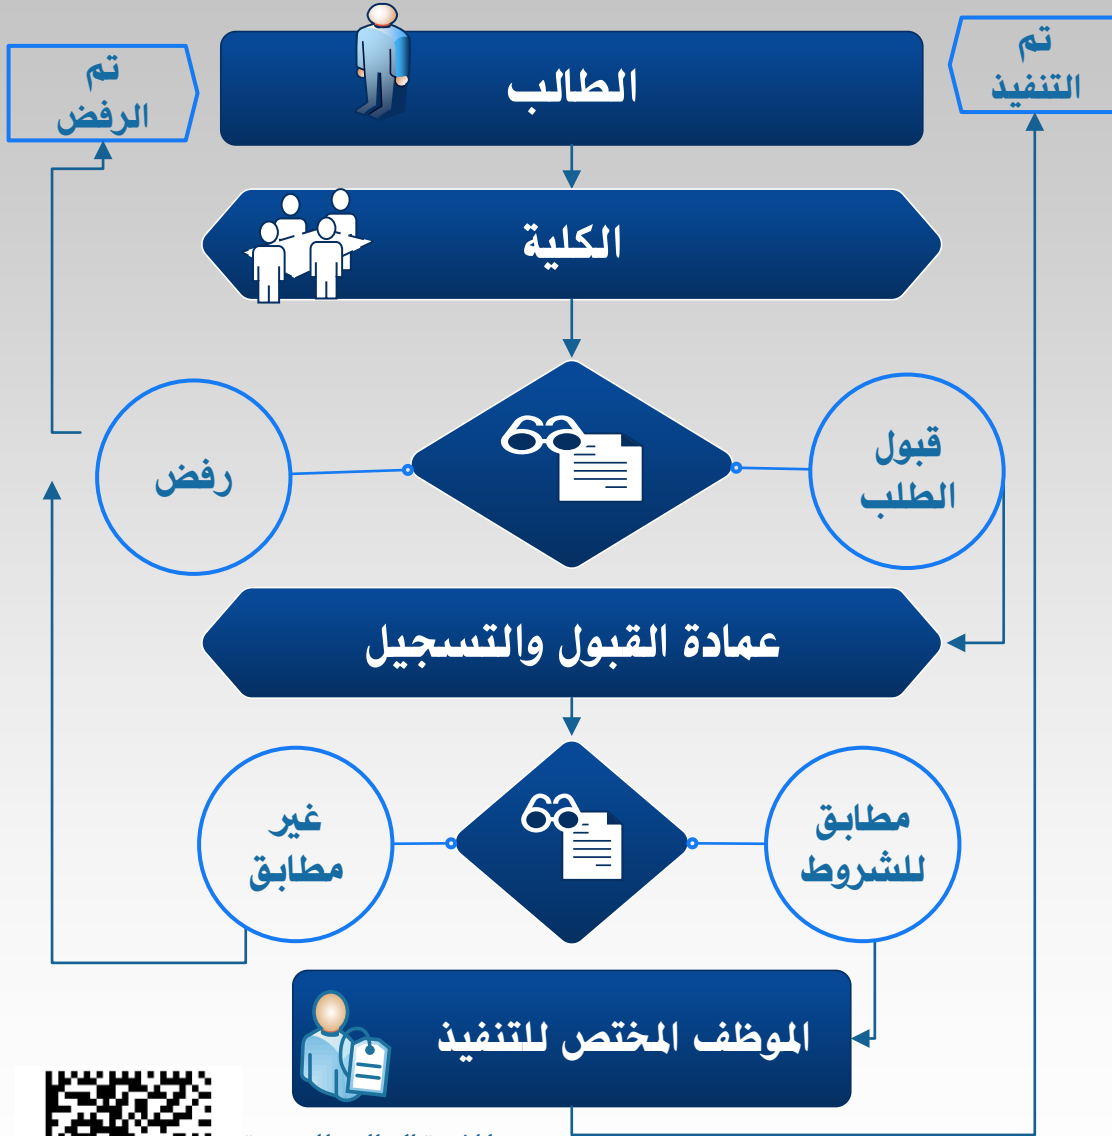 الطالب
تم
التنفيذ
تم
الرفض
الكلية
قبول
الطلب
رفض
عمادة القبول والتسجيل
مطابق
للشروط
غير
مطابق
الموظف المختص للتنفيذ